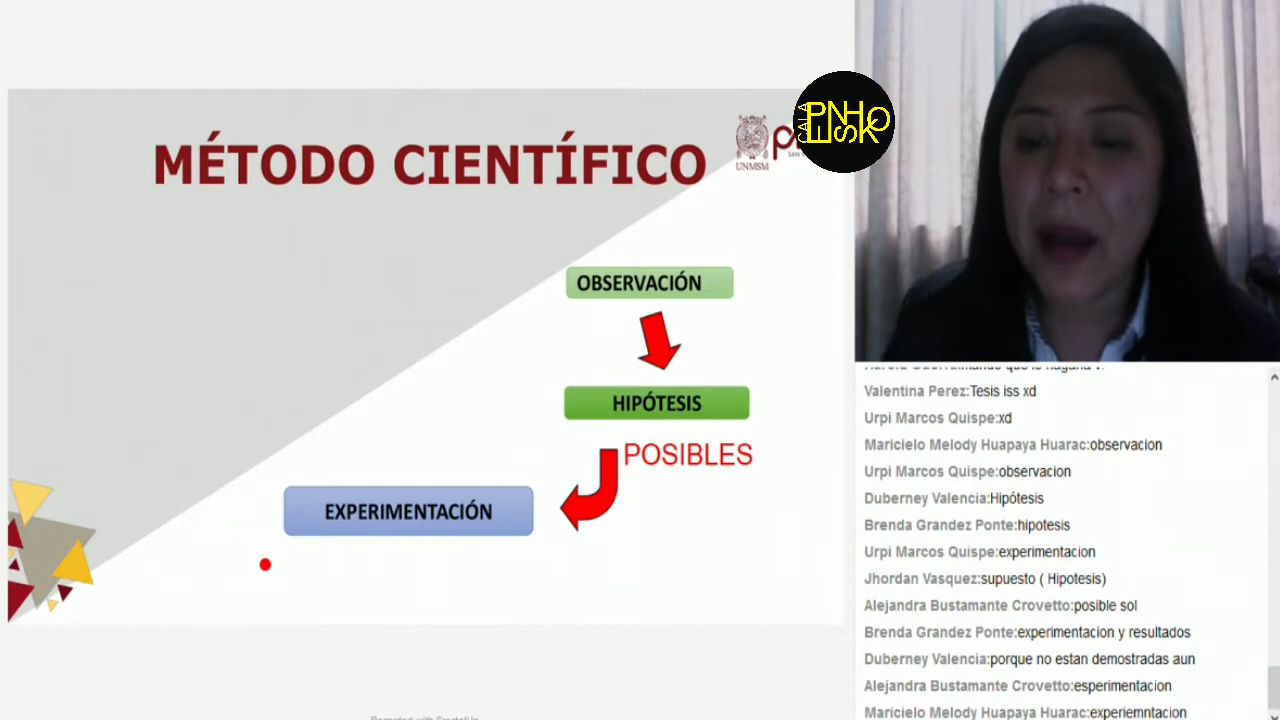 MÉTODO CIENTÍFICO
UNMSM
CALA
PENHOSK
OBSERVACIÓN
HIPÓTESIS
POSIBLES
EXPERIMENTACIÓN
Valentina Perez:Tesis iss xd
Urpi Marcos Quispe:xd
Maricielo Melody Huapaya Huarac:observacion
Urpi Marcos Quispe:observacion
Duberney Valencia:Hipótesis
Brenda Grandez Ponte:hipotesis
Urpi Marcos Quispe:experimentacion
Jhordan Vasquez:supuesto ( Hipotesis)
Alejandra Bustamante Crovetto:posible sol
Brenda Grandez Ponte:experimentacion y resultados
Duberney Valencia:porque no estan demostradas aun
Alejandra Bustamante Crovetto:esperimentacion
Maricielo Melody Huapaya Huarac:experiemntacion